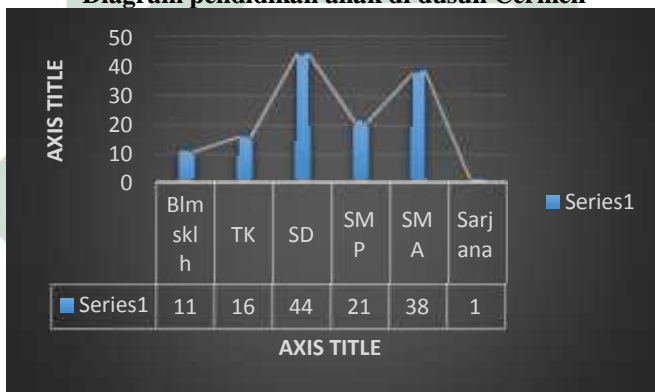 Diagram pendidikan anak di dusun Cermen
50
40
30
20
10
0
AXIS TITLE
Blm
skl
h
TK
SD
SM
P
SM
A
Sarj
ana
Series1
Series1 11 16 44 21 38 1
AXIS TITLE